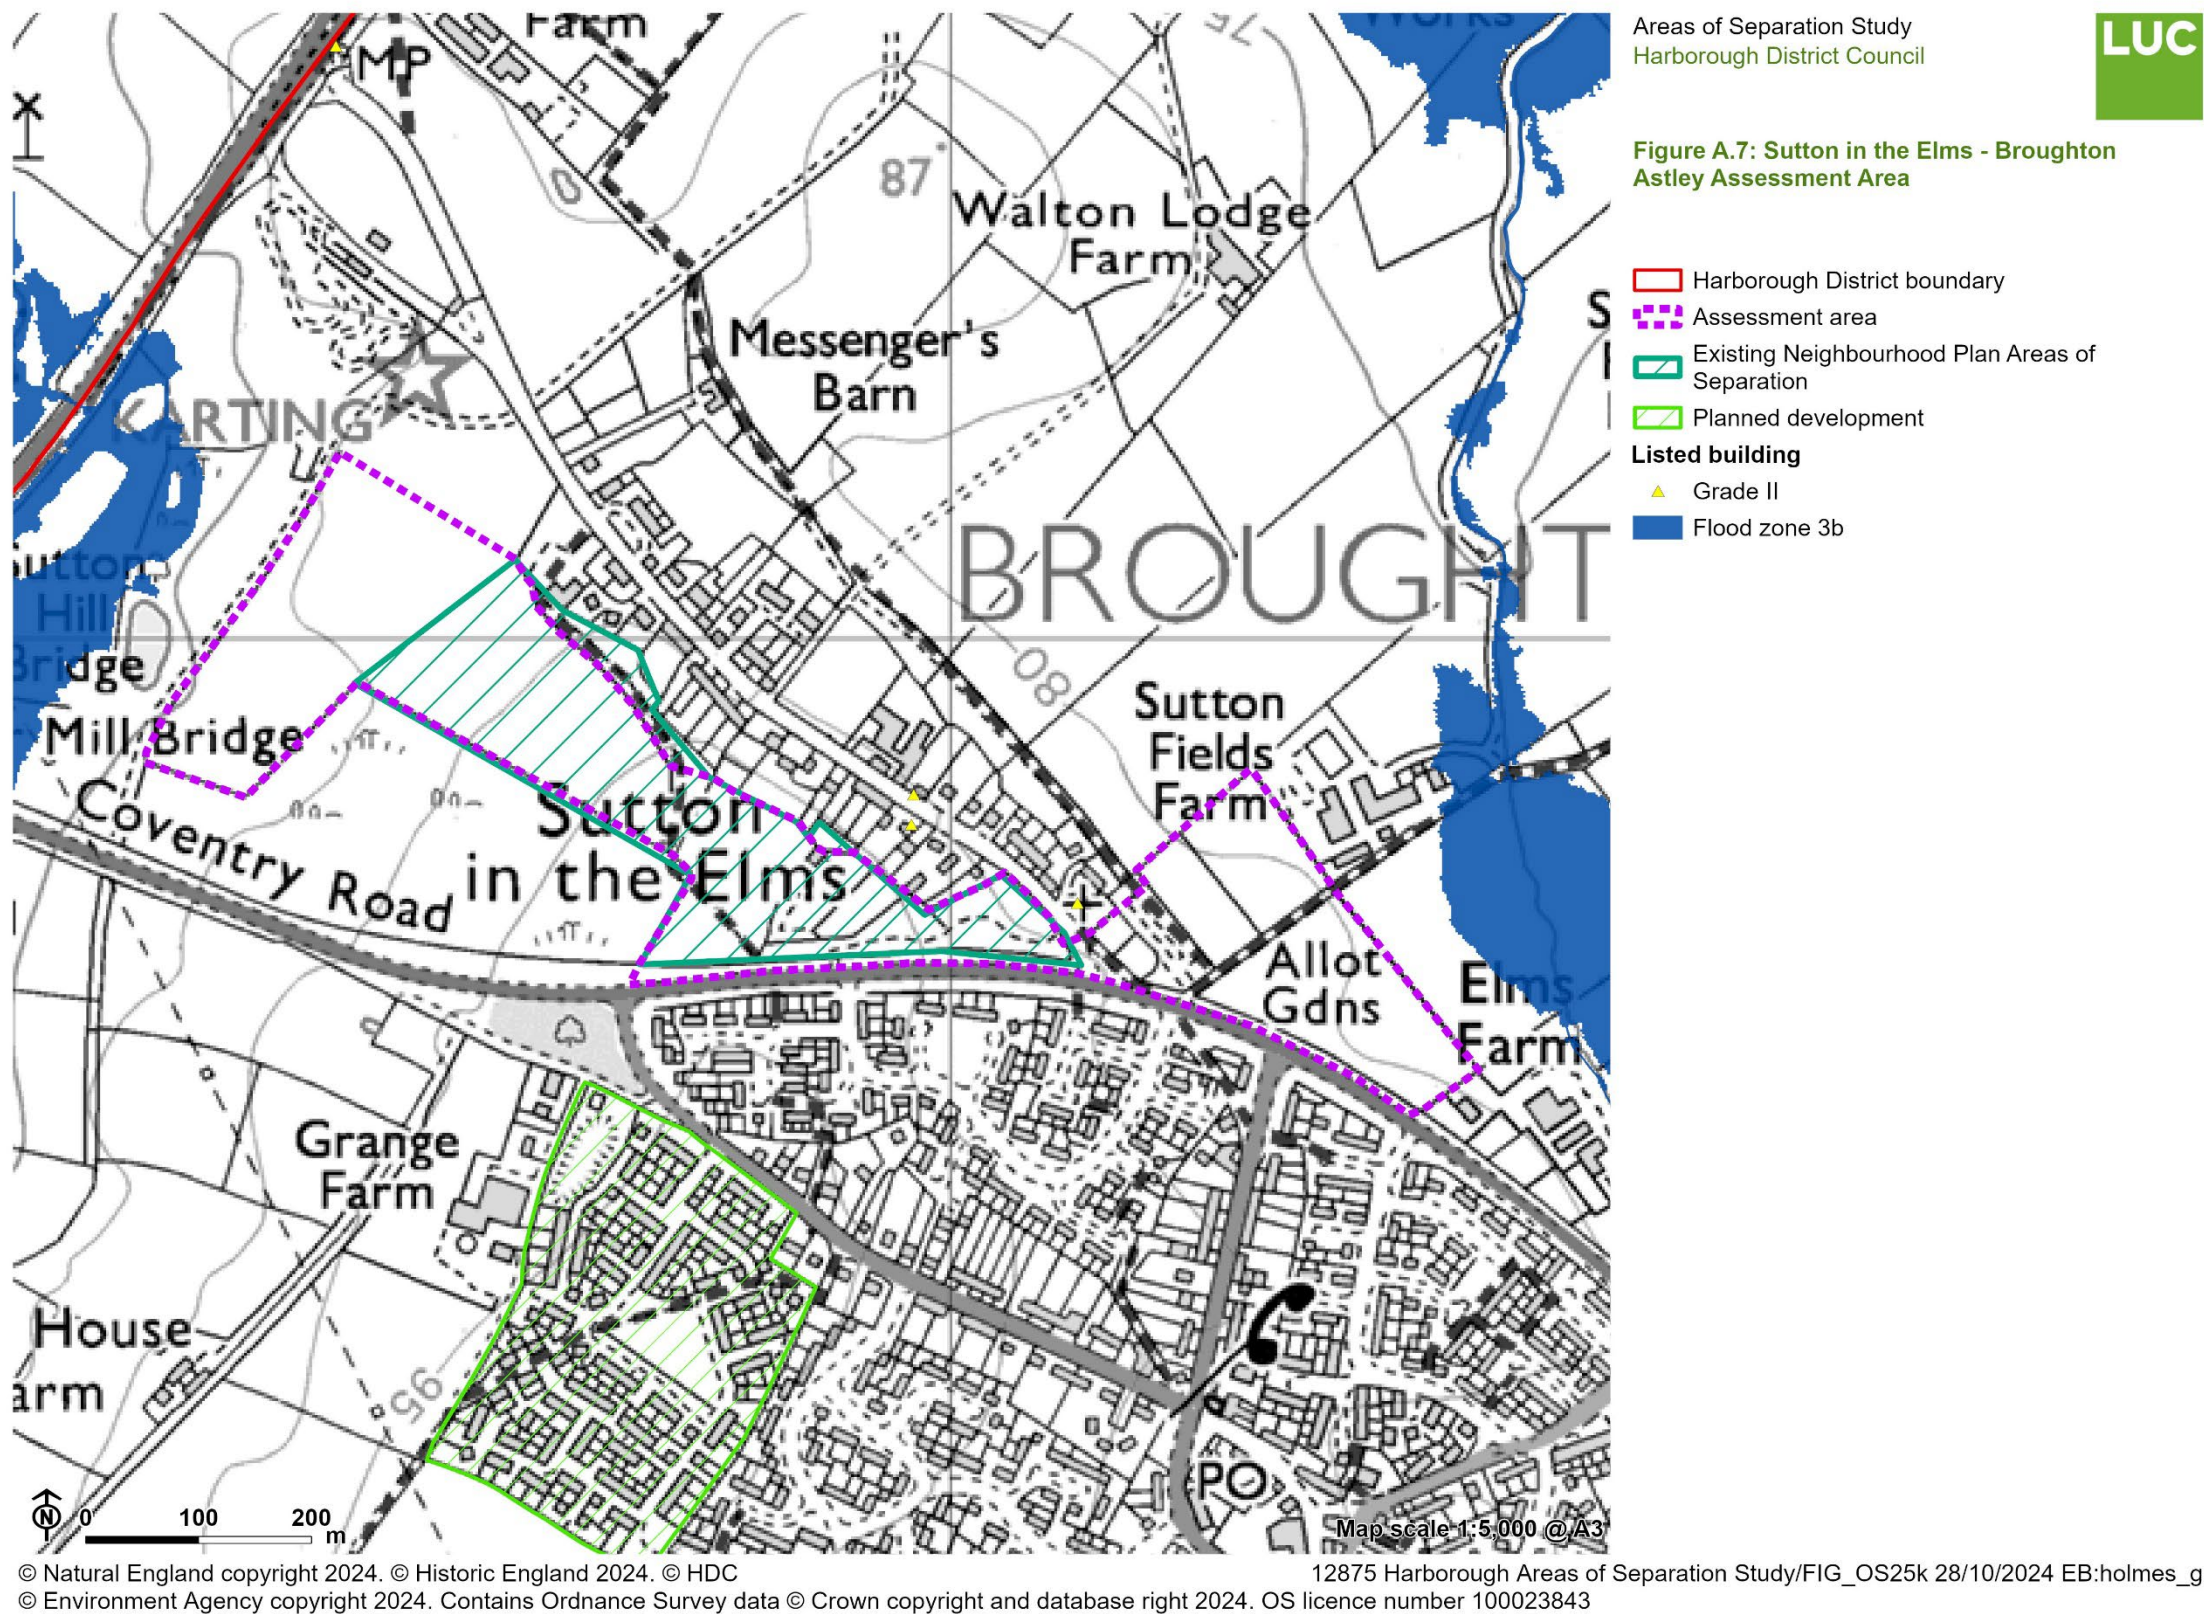 Farm
Works
75
MP
87
Walton Lodge
Farm
Messenger's
Barn
KARTING
BROUGHT
Sutton
Hill
Bridge
Mill Bridge
80
Sutton
Fields
Farm
Coventry Road
Sutton
in the Elms
Allot
Gdns
Elms
Farm
Grange
Farm
House
arm
95
PO
N
0 100 200
m
Map scale 1:5,000 @ A3
Areas of Separation Study
Harborough District Council
LUC
Figure A.7: Sutton in the Elms - Broughton
Astley Assessment Area
Harborough District boundary
Assessment area
Existing Neighbourhood Plan Areas of
Separation
Planned development
Listed building
Grade II
Flood zone 3b
© Natural England copyright 2024. © Historic England 2024. © HDC
12875 Harborough Areas of Separation Study/FIG_OS25k 28/10/2024 EB:holmes_g
© Environment Agency copyright 2024. Contains Ordnance Survey data © Crown copyright and database right 2024. OS licence number 100023843